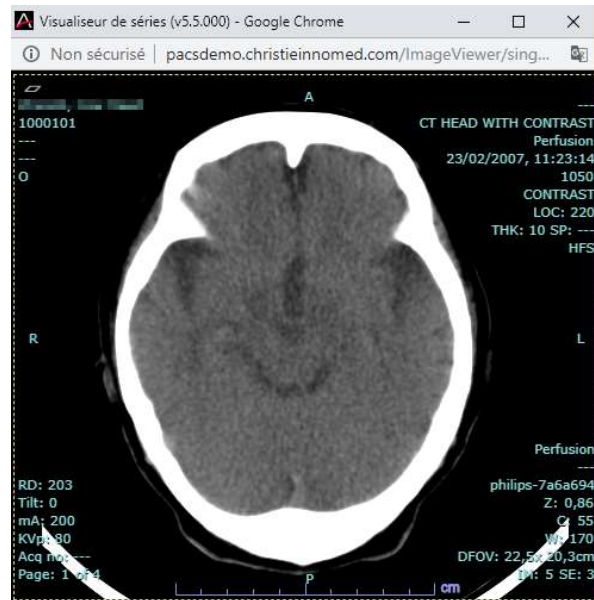 Visualiseur de séries (v5.5.000) - Google Chrome
Non sécurisé | pacsdemo.christieinnomed.com/ImageViewer/sing...
A
1000101
---
---
O
---
CT HEAD WITH CONTRAST
Perfusion
23/02/2007, 11:23:14
1050
CONTRAST
LOC: 220
THK: 10 SP: ---
HFS
R
L
RD: 203
Tilt: 0
mA: 200
KVp: 80
Acq no: ---
Page: 1 of 4
Perfusion
---
philips-7a6a694
Z: 0,86
C: 55
W: 170
DFOV: 22,5x 20,3cm
IM: 5 SE: 3
P
cm